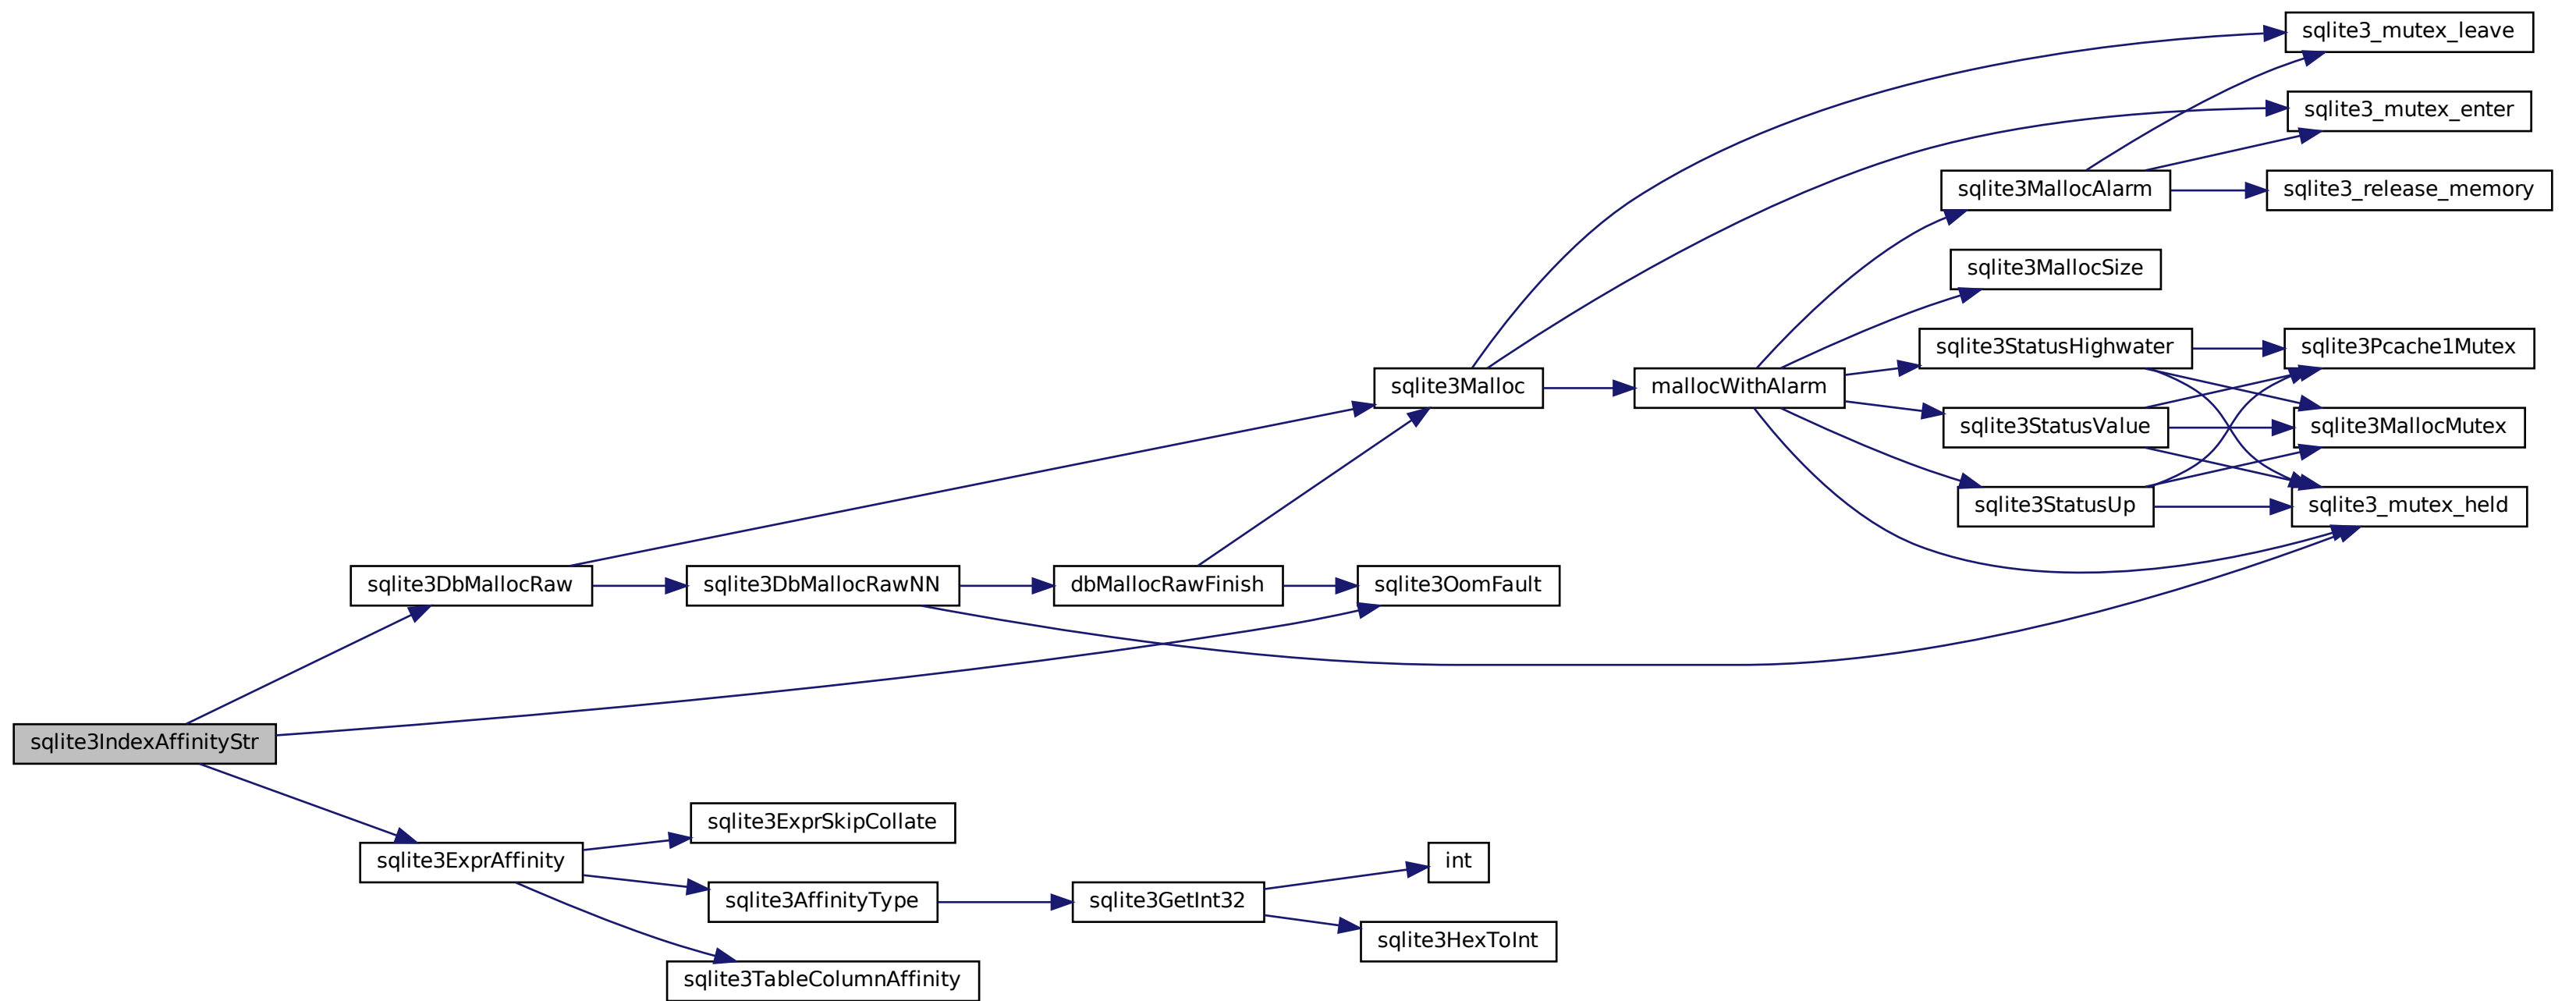 sqlite3_mutex_leave
sqlite3_mutex_enter
sqlite3MallocAlarm
sqlite3_release_memory
sqlite3MallocSize
sqlite3StatusHighwater
sqlite3Pcache1Mutex
sqlite3Malloc
mallocWithAlarm
sqlite3StatusValue
sqlite3MallocMutex
sqlite3StatusUp
sqlite3_mutex_held
sqlite3DbMallocRaw
sqlite3DbMallocRawNN
dbMallocRawFinish
sqlite3OomFault
sqlite3IndexAffinityStr
sqlite3ExprSkipCollate
sqlite3ExprAffinity
int
sqlite3AffinityType
sqlite3GetInt32
sqlite3HexToInt
sqlite3TableColumnAffinity